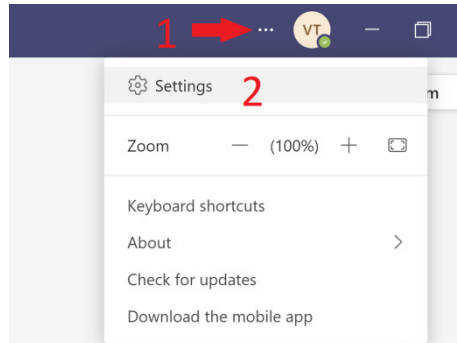 1 ... VT
Settings 2
m
Zoom — (100%) +
Keyboard shortcuts
About >
Check for updates
Download the mobile app